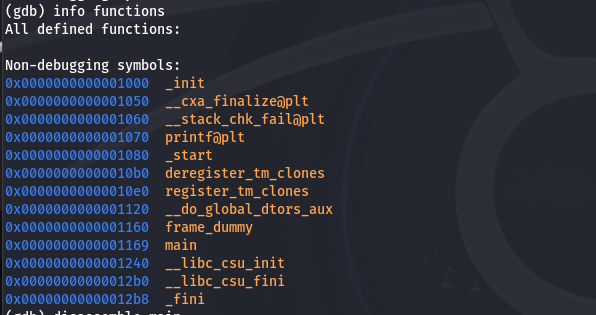 (gdb) info functions
All defined functions:
Non-debugging symbols:
0x0000000000001000 _init
0x0000000000001050 __cxa_finalize@plt
0x0000000000001060 __stack_chk_fail@plt
0x0000000000001070 printf@plt
0x0000000000001080 _start
0x00000000000010b0 deregister_tm_clones
0x00000000000010e0 register_tm_clones
0x0000000000001120 __do_global_dtors_aux
0x0000000000001160 frame_dummy
0x0000000000001169 main
0x0000000000001240 __libc_csu_init
0x00000000000012b0 __libc_csu_fini
0x00000000000012b8 _fini
(gdb) disassemble main